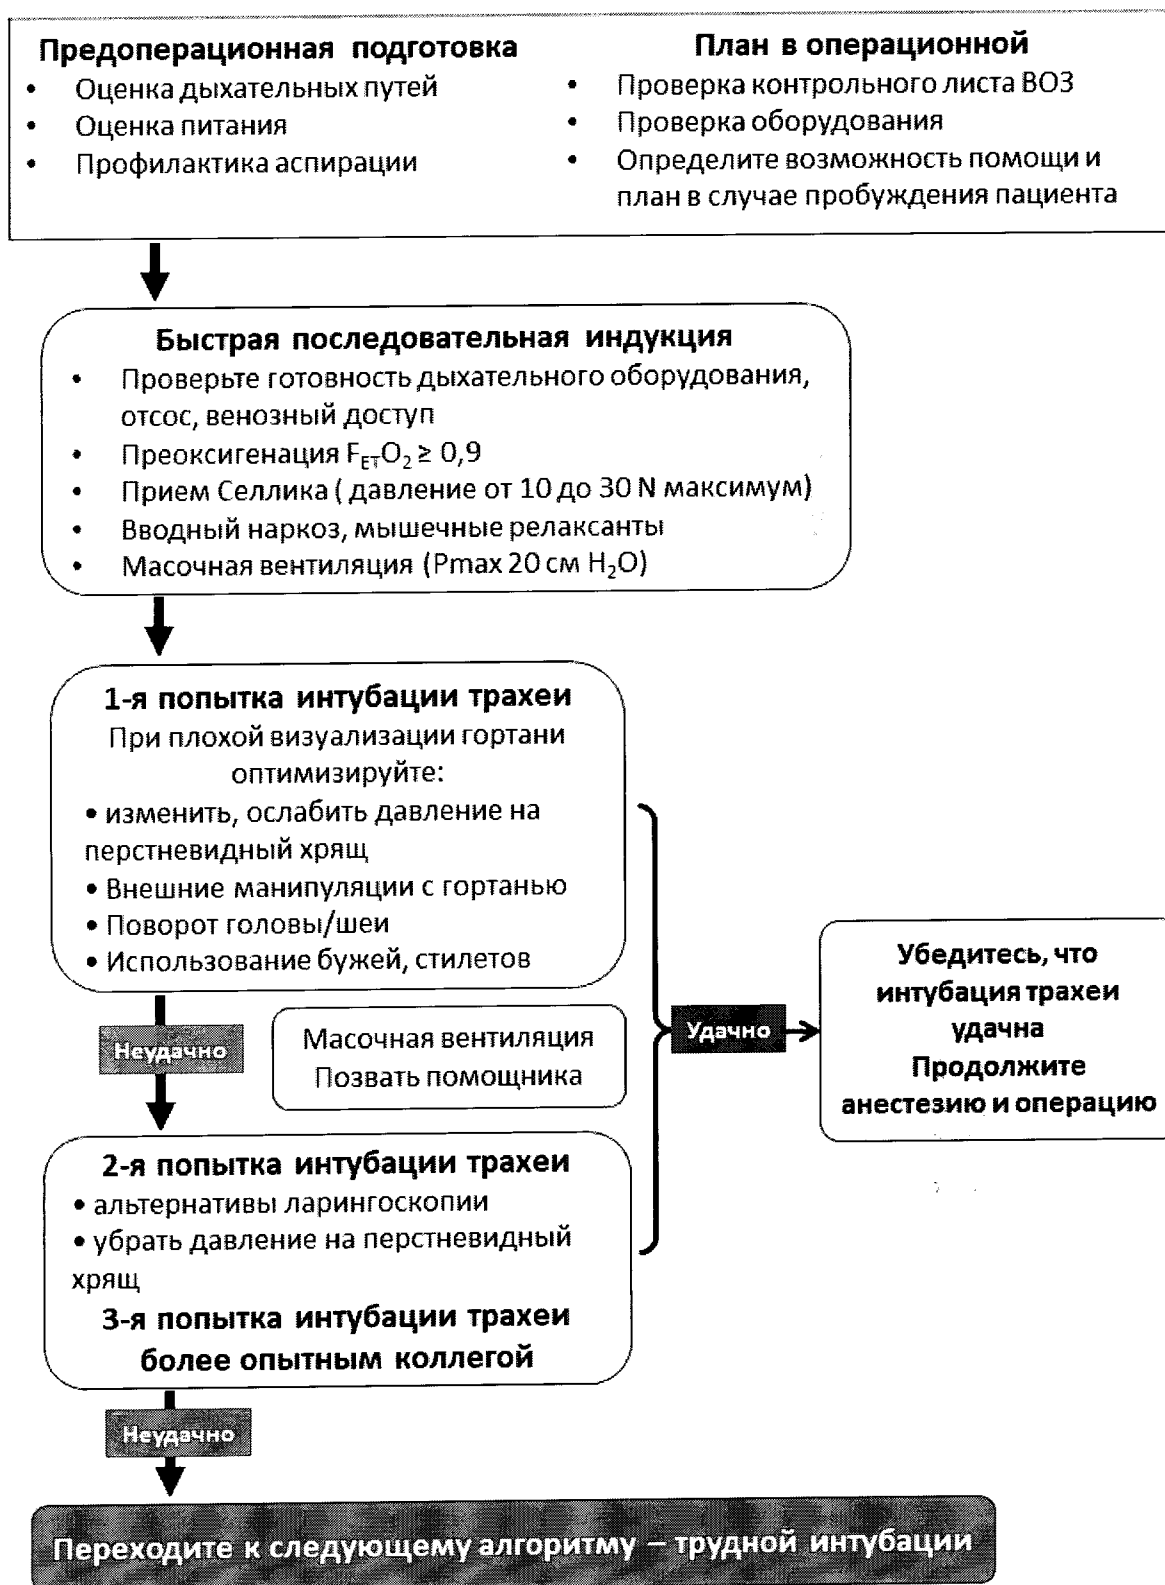 Предоперационная подготовка
• Оценка дыхательных путей
• Оценка питания
• Профилактика аспирации
План в операционной
• Проверка контрольного листа ВОЗ
• Проверка оборудования
• Определите возможность помощи и
план в случае пробуждения пациента
Быстрая последовательная индукция
• Проверьте готовность дыхательного оборудования,
отсос, венозный доступ
• Преоксигенация FETO2 ≥ 0,9
• Прием Селлика ( давление от 10 до 30 N максимум)
• Вводный наркоз, мышечные релаксанты
• Масочная вентиляция (Pmax 20 см H2O)
1-я попытка интубации трахеи
При плохой визуализации гортани
оптимизируйте:
• изменить, ослабить давление на
перстневидный хрящ
• Внешние манипуляции с гортанью
• Поворот головы/шеи
• Использование бужей, стилетов
Неудачно
Масочная вентиляция
Позвать помощника
Удачно
Убедитесь, что
интубация трахеи
удачна
Продолжите
анестезию и операцию
2-я попытка интубации трахеи
• альтернативы ларингоскопии
• убрать давление на перстневидный
хрящ
3-я попытка интубации трахеи
более опытным коллегой
Неудачно
Переходите к следующему алгоритму – трудной интубации